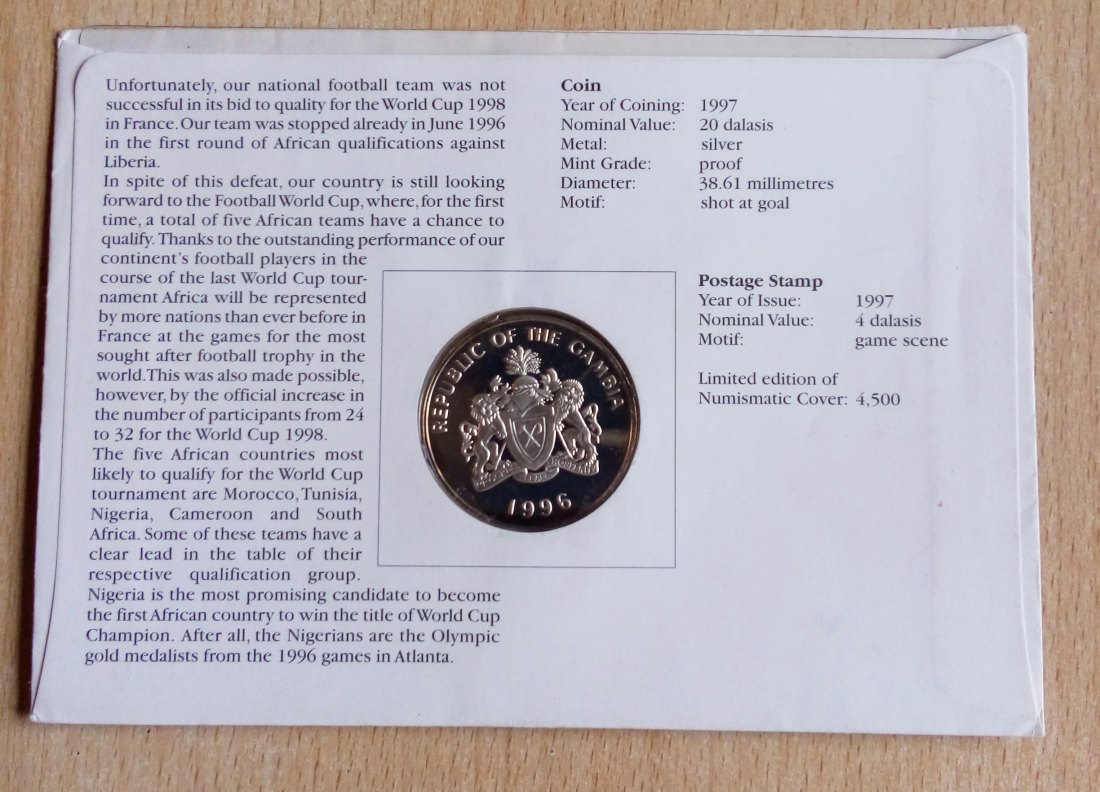 Unfortunately, our national football team was not
successful in its bid to quality for the World Cup 1998
in France. Our team was stopped already in June 1996
in the first round of African qualifications against
Liberia.
In spite of this defeat, our country is still looking
forward to the Football World Cup, where, for the first
time, a total of five African teams have a chance to
qualify. Thanks to the outstanding performance of our
continent's football players in the
course of the last World Cup tour-
nament Africa will be represented
by more nations than ever before in
France at the games for the most
sought after football trophy in the
world. This was also made possible,
however, by the official increase in
the number of participants from 24
to 32 for the World Cup 1998.
The five African countries most
likely to qualify for the World Cup
tournament are Morocco, Tunisia,
Nigeria, Cameroon and South
Africa. Some of these teams have a
clear lead in the table of their
respective qualification group.
Nigeria is the most promising candidate to become
the first African country to win the title of World Cup
Champion. After all, the Nigerians are the Olympic
gold medalists from the 1996 games in Atlanta.
Coin
Year of Coining: 1997
Nominal Value: 20 dalasis
Metal: silver
Mint Grade: proof
Diameter: 38.61 millimetres
Motif: shot at goal
REPUBLIC OF THE GAMBIA
1996
Postage Stamp
Year of Issue: 1997
Nominal Value: 4 dalasis
Motif: game scene
Limited edition of
Numismatic Cover: 4,500